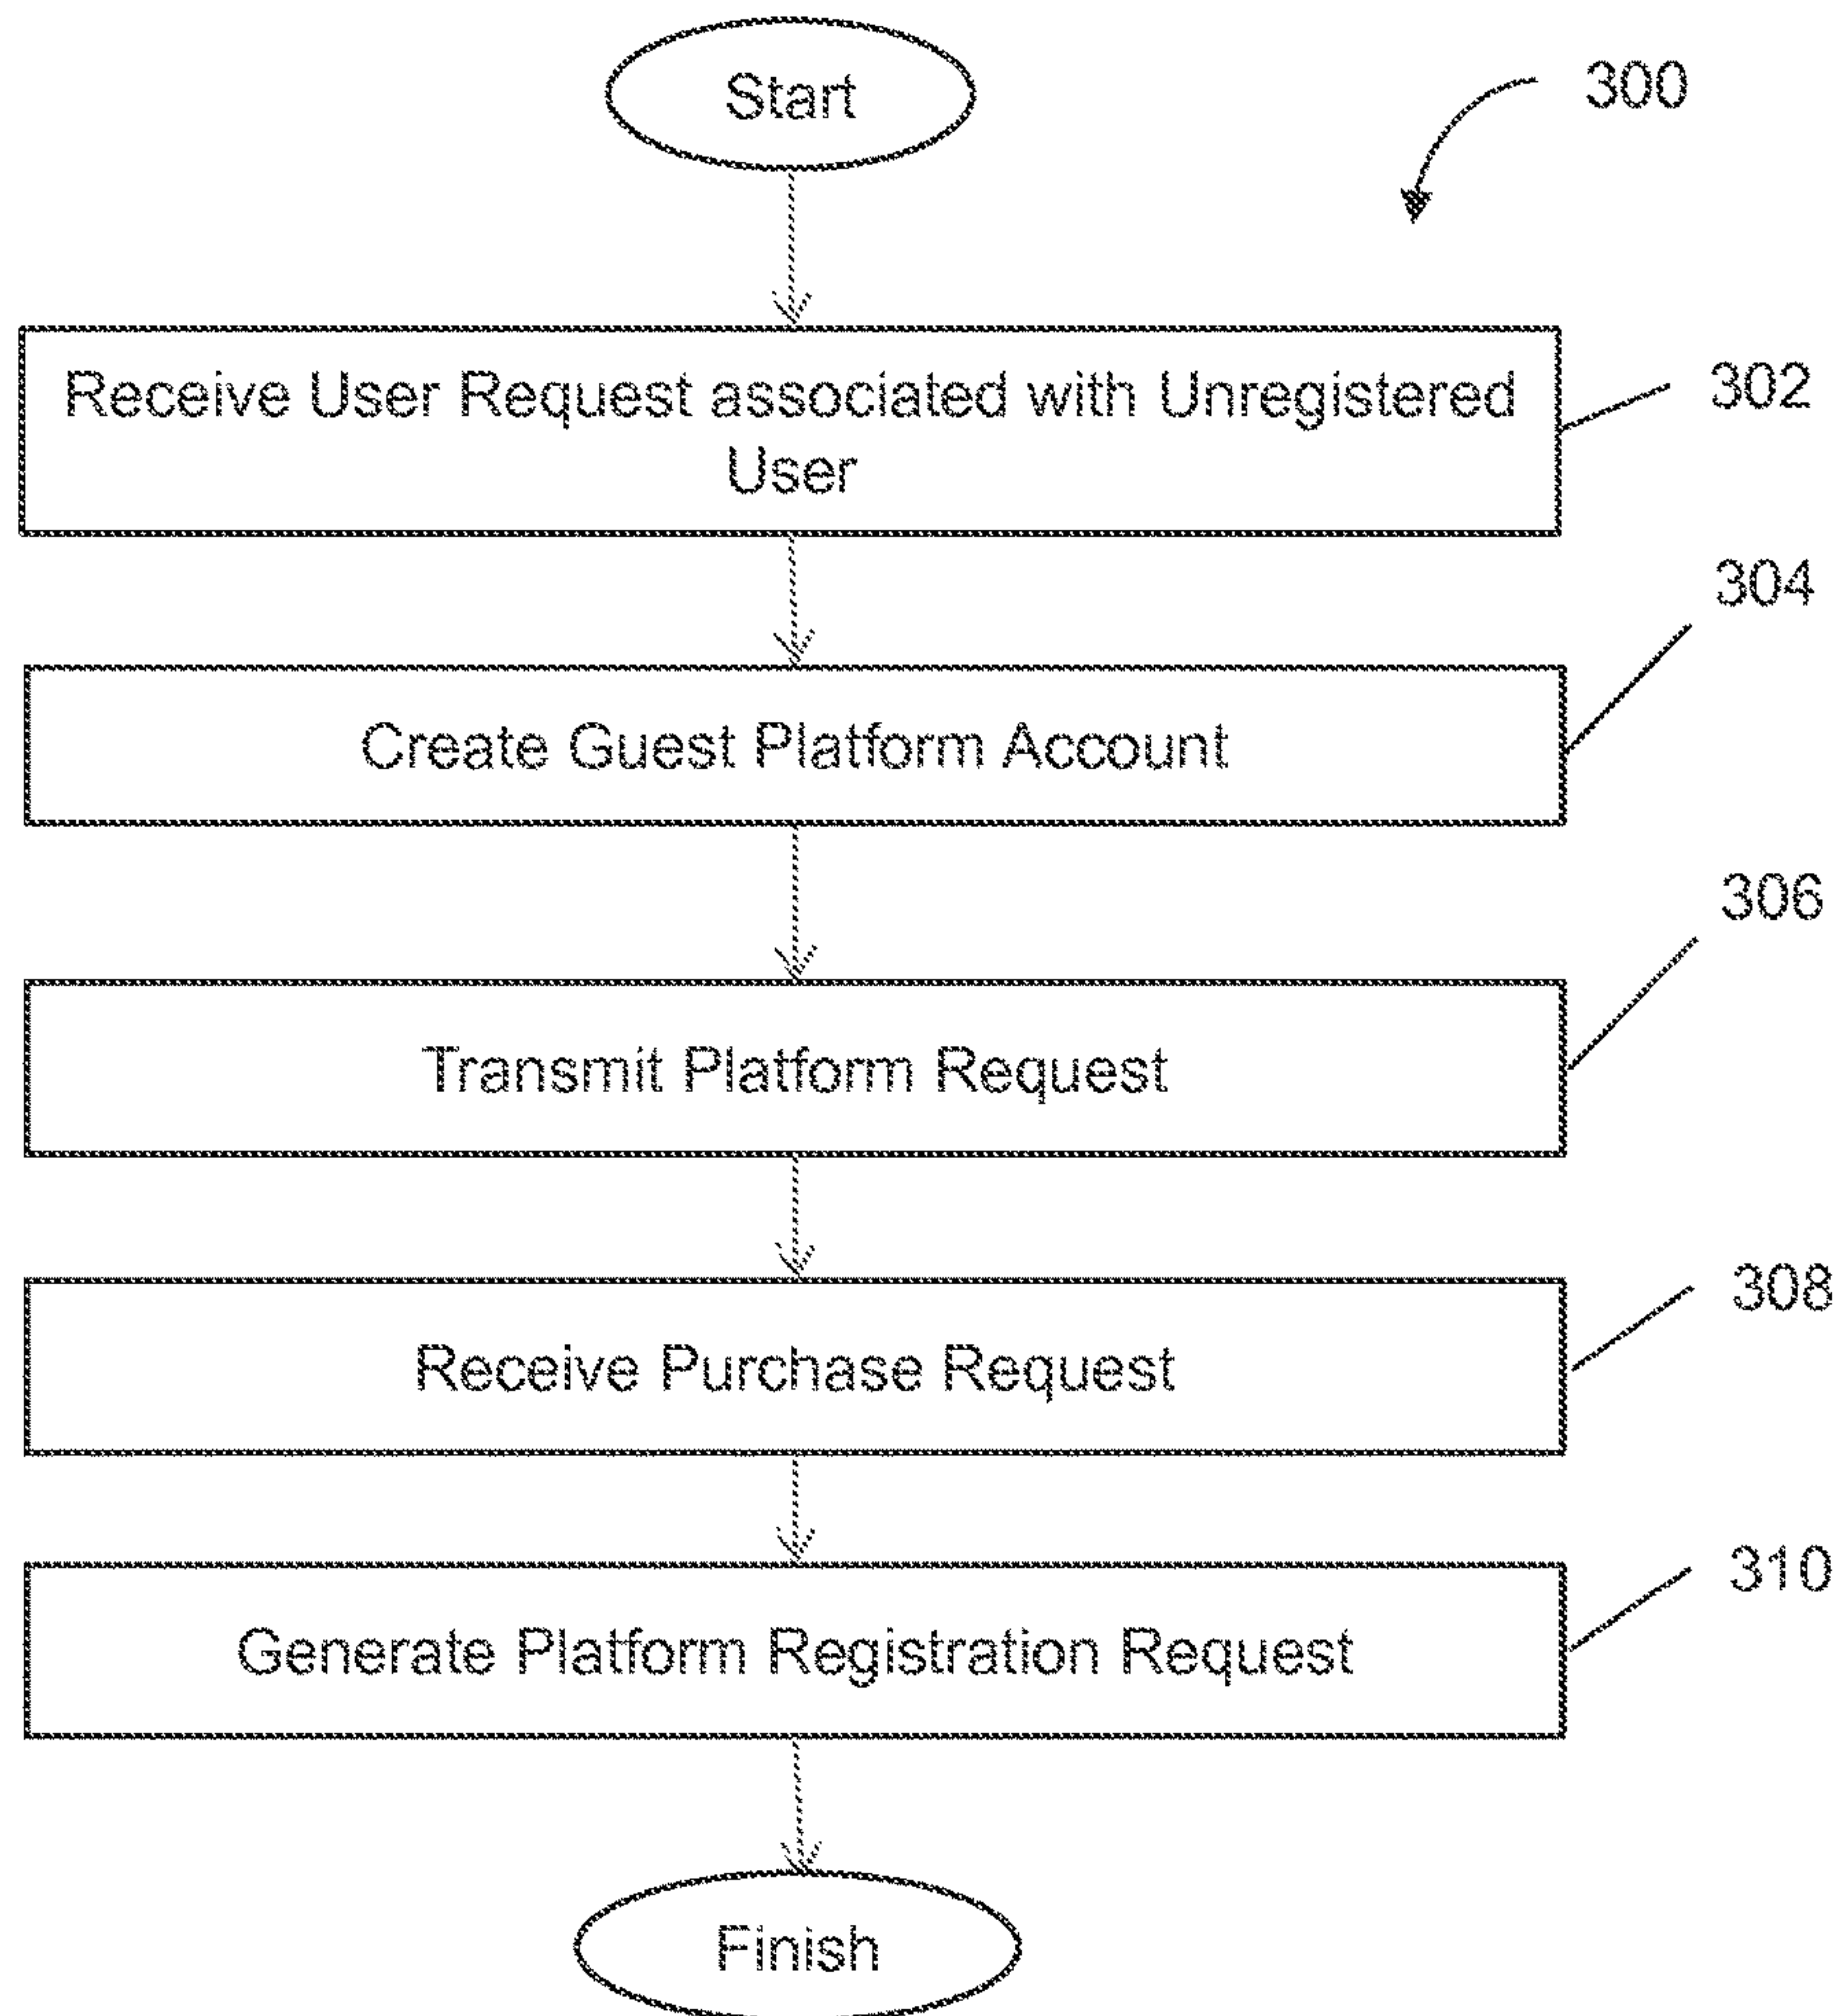 Start
300
Receive User Request associated with Unregistered
User
302
304
Create Guest Platform Account
306
Transmit Platform Request
308
Receive Purchase Request
310
Generate Platform Registration Request
Finish